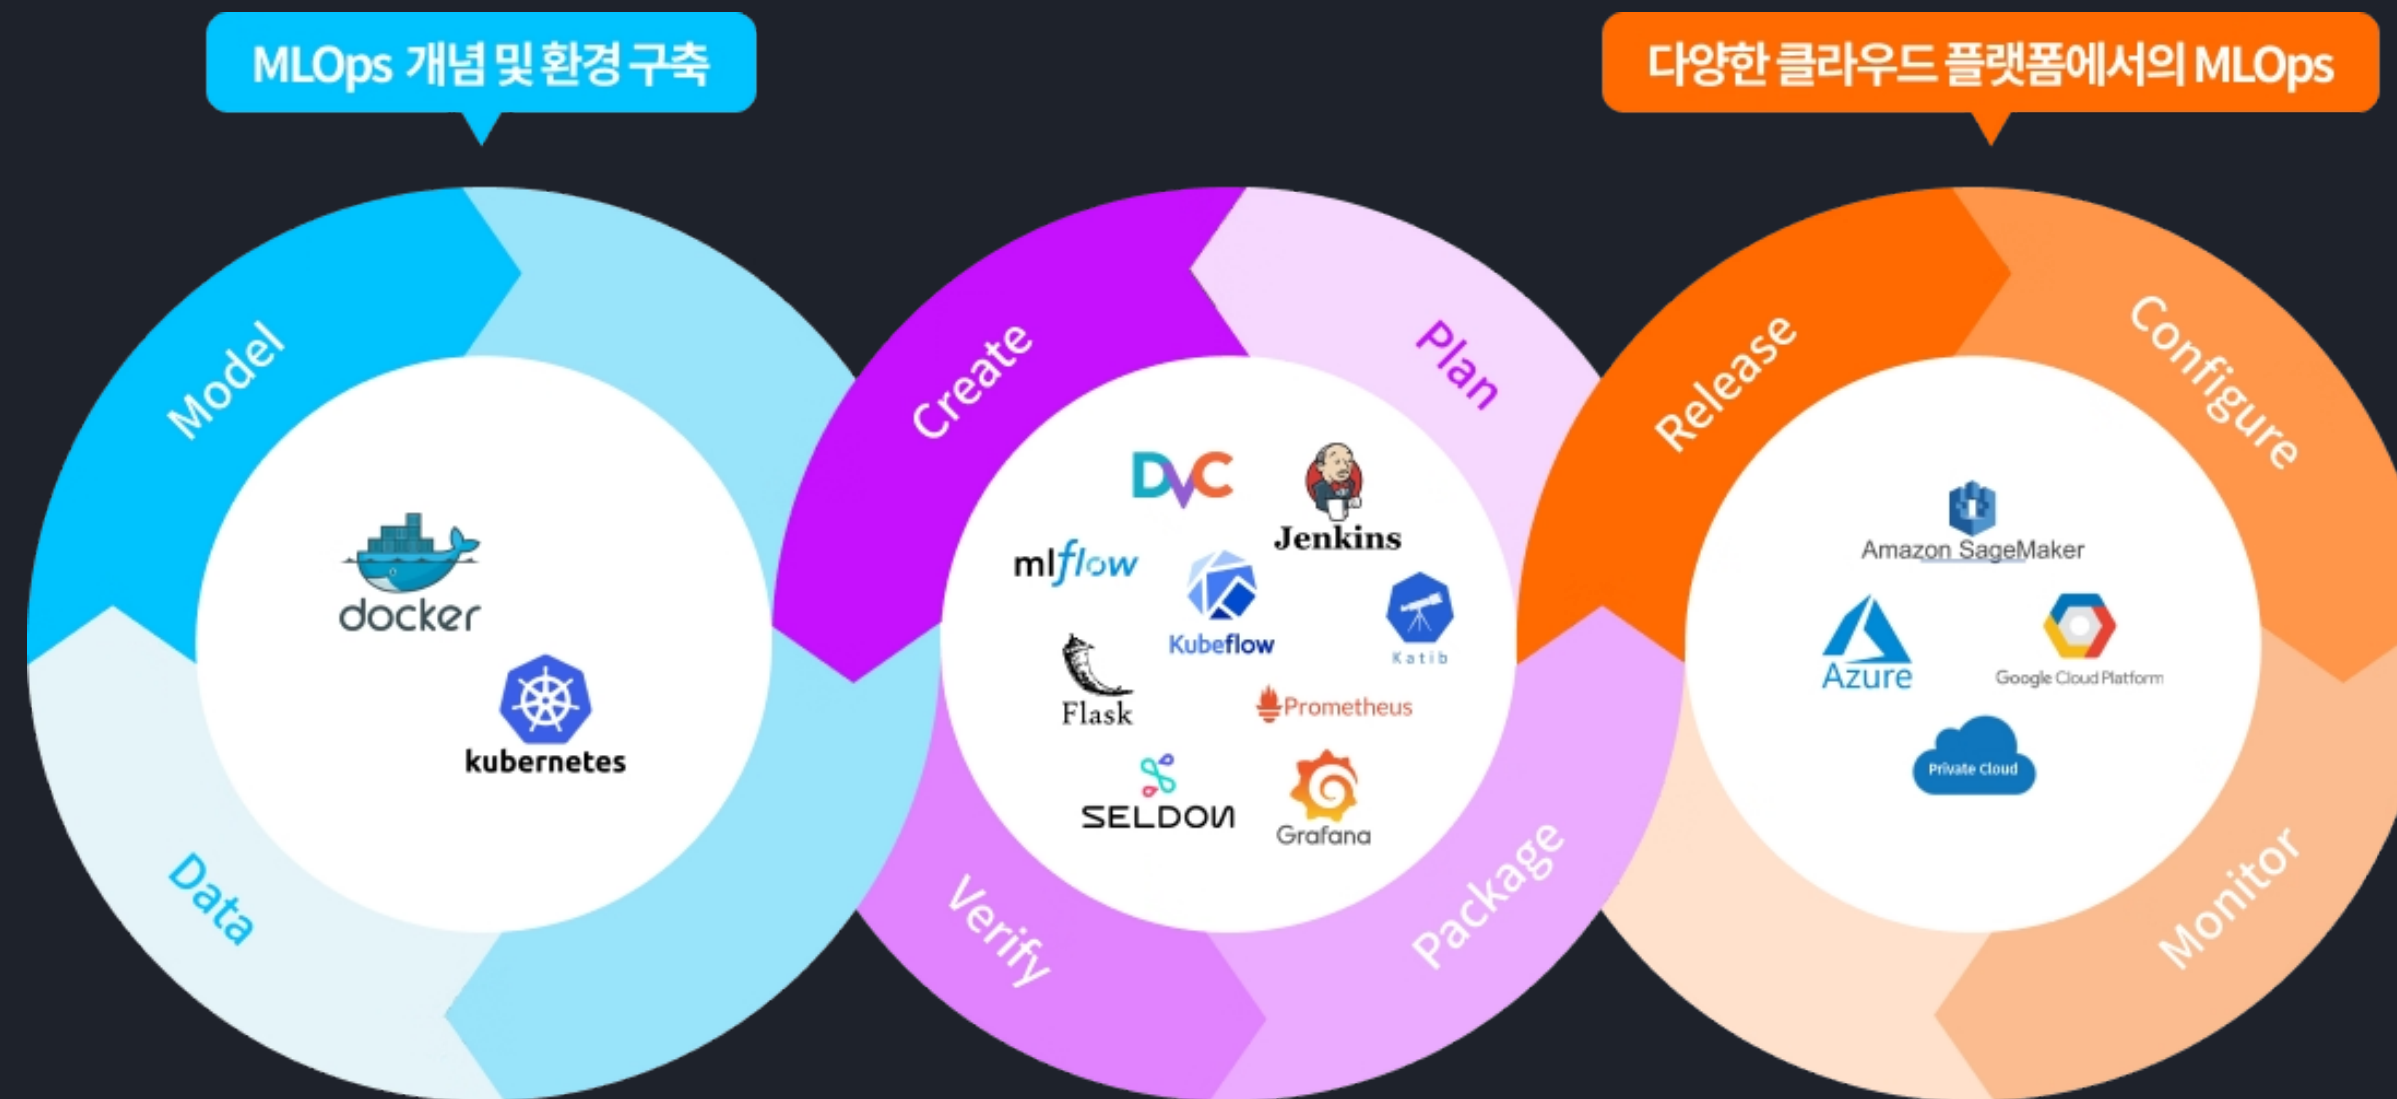 MLOps 개념 및 환경 구축
다양한 클라우드 플랫폼에서의 MLOps
Model
Data
docker
kubernetes
Create
Plan
Verify
Package
DVC
Jenkins
mlflow
Kubeflow
Katib
Flask
Prometheus
SELDON
Grafana
Release
Configure
Monitor
Amazon SageMaker
Azure
Google Cloud Platform
Private Cloud